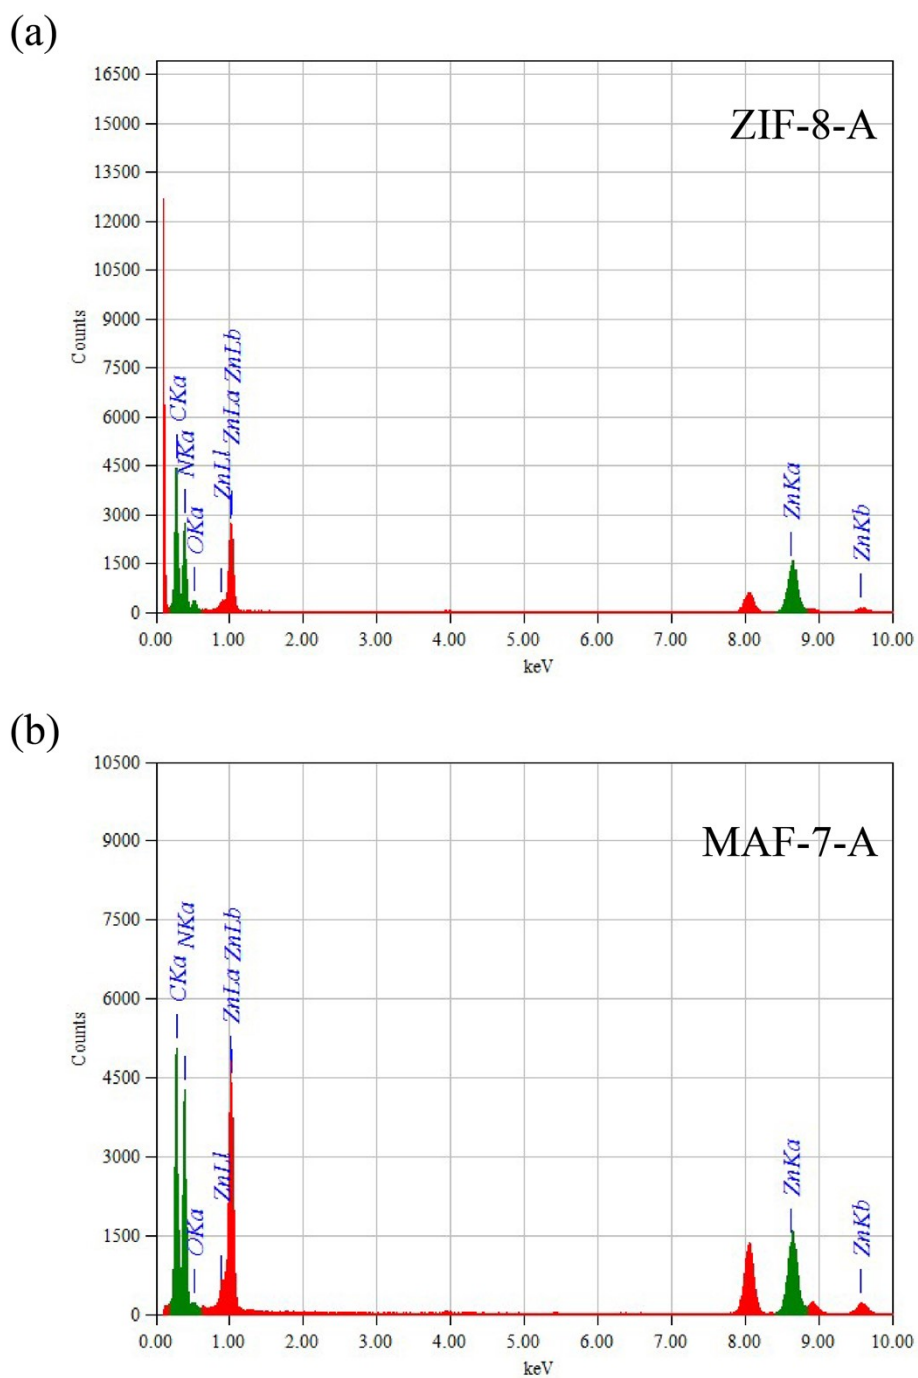 (a)
ZIF-8-A
16500
15000
13500
12000
10500
9000
7500
6000
4500
3000
1500
0
Counts
CKa
NKa
OKa
ZnLl
ZnLa ZnLb
ZnKa
ZnKb
0.00 1.00 2.00 3.00 4.00 5.00 6.00 7.00 8.00 9.00 10.00
keV
(b)
MAF-7-A
10500
9000
7500
6000
4500
3000
1500
0
Counts
CKa NKa
OKa
ZnLl
ZnLa ZnLb
ZnKa
ZnKb
0.00 1.00 2.00 3.00 4.00 5.00 6.00 7.00 8.00 9.00 10.00
keV